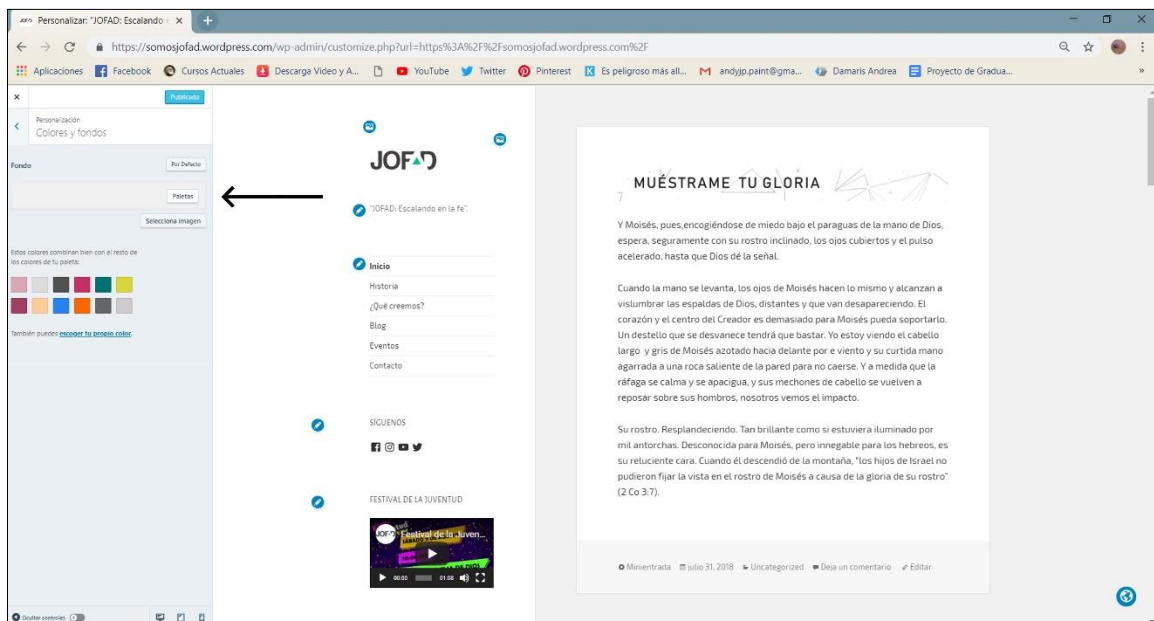 JOFAD Personalizar: "JOFAD: Escalando e
https://somosjofad.wordpress.com/wp-admin/customize.php?url=https%3A%2F%2Fsomosjofad.wordpress.com%2F
Aplicaciones Facebook Cursos Actuales Descarga Video y A... YouTube Twitter Pinterest Es peligroso más all... andyjp.paint@gma... Damaris Andrea Proyecto de Gradua... »
Publicado
Personalización
Colores y fondos
Fondo
Por Defecto
Paletas
Selecciona imagen
Estos colores combinan bien con el resto de
los colores de tu paleta:
También puedes escoger tu propio color.
Ocultar controles
JOFAD
"JOFAD: Escalando en la fe".
Inicio
Historia
¿Qué creemos?
Blog
Eventos
Contacto
SÍGUENOS
FESTIVAL DE LA JUVENTUD
JOFAD Festival de la Juven...
00:00 01:08
MUÉSTRAME TU GLORIA
7
Y Moisés, pues,encogiéndose de miedo bajo el paraguas de la mano de Dios,
espera, seguramente con su rostro inclinado, los ojos cubiertos y el pulso
acelerado, hasta que Dios dé la señal.
Cuando la mano se levanta, los ojos de Moisés hacen lo mismo y alcanzan a
vislumbrar las espaldas de Dios, distantes y que van desapareciendo. El
corazón y el centro del Creador es demasiado para Moisés pueda soportarlo.
Un destello que se desvanece tendrá que bastar. Yo estoy viendo el cabello
largo y gris de Moisés azotado hacia delante por e viento y su curtida mano
agarrada a una roca saliente de la pared para no caerse. Y a medida que la
ráfaga se calma y se apacigua, y sus mechones de cabello se vuelven a
reposar sobre sus hombros, nosotros vemos el impacto.
Su rostro. Resplandeciendo. Tan brillante como si estuviera iluminado por
mil antorchas. Desconocida para Moisés, pero innegable para los hebreos, es
su reluciente cara. Cuando él descendió de la montaña, "los hijos de Israel no
pudieron fijar la vista en el rostro de Moisés a causa de la gloria de su rostro"
(2 Co 3:7).
Minientrada julio 31, 2018 Uncategorized Deja un comentario Editar